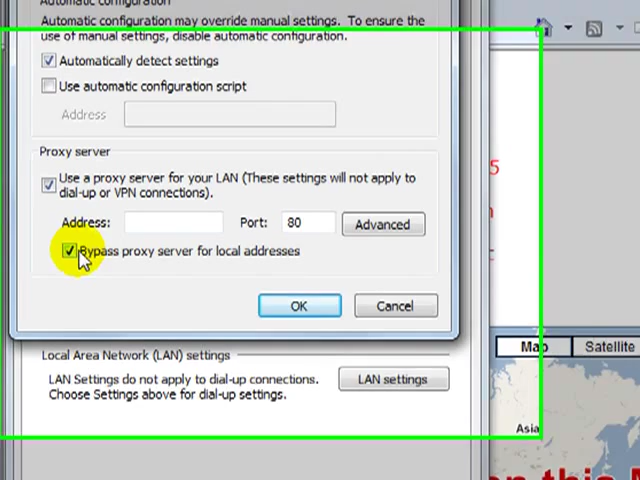 Automatic configuration
Automatic configuration may override manual settings. To ensure the
use of manual settings, disable automatic configuration.
Automatically detect settings
Use automatic configuration script
Address
Proxy server
Use a proxy server for your LAN (These settings will not apply to
dial-up or VPN connections).
Address: Port: 80 Advanced
Bypass proxy server for local addresses
OK Cancel
Local Area Network (LAN) settings
LAN Settings do not apply to dial-up connections.
Choose Settings above for dial-up settings.
LAN settings
5
Map Satellite
Asia
on this